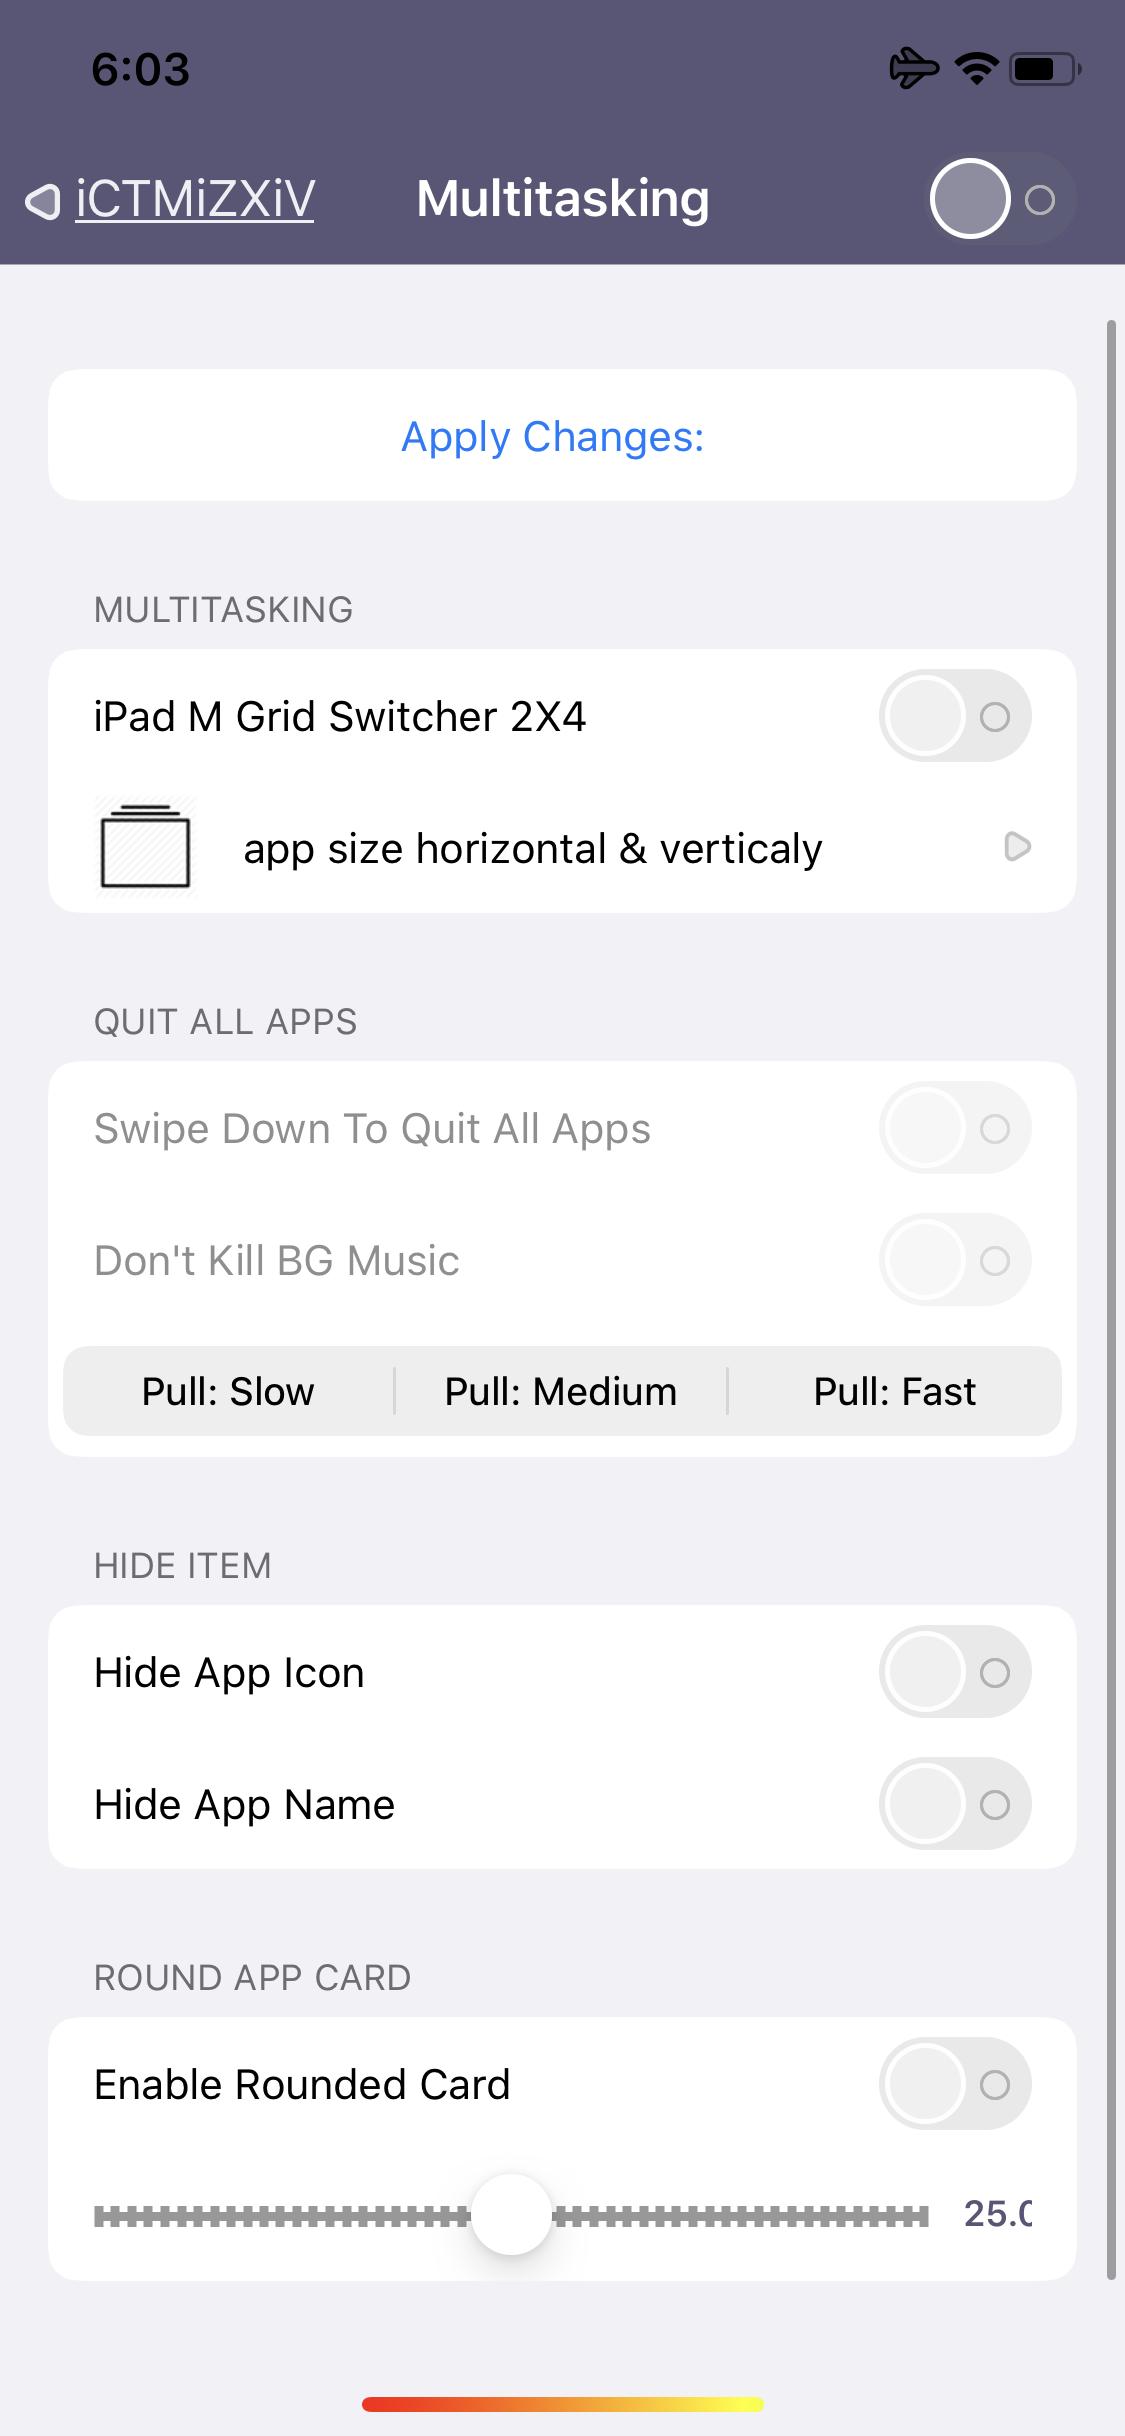 6:03
iCTMiZXiV
Multitasking
Apply Changes:
MULTITASKING
iPad M Grid Switcher 2X4
app size horizontal & verticaly
QUIT ALL APPS
Swipe Down To Quit All Apps
Don't Kill BG Music
Pull: Slow
Pull: Medium
Pull: Fast
HIDE ITEM
Hide App Icon
Hide App Name
ROUND APP CARD
Enable Rounded Card
25.0